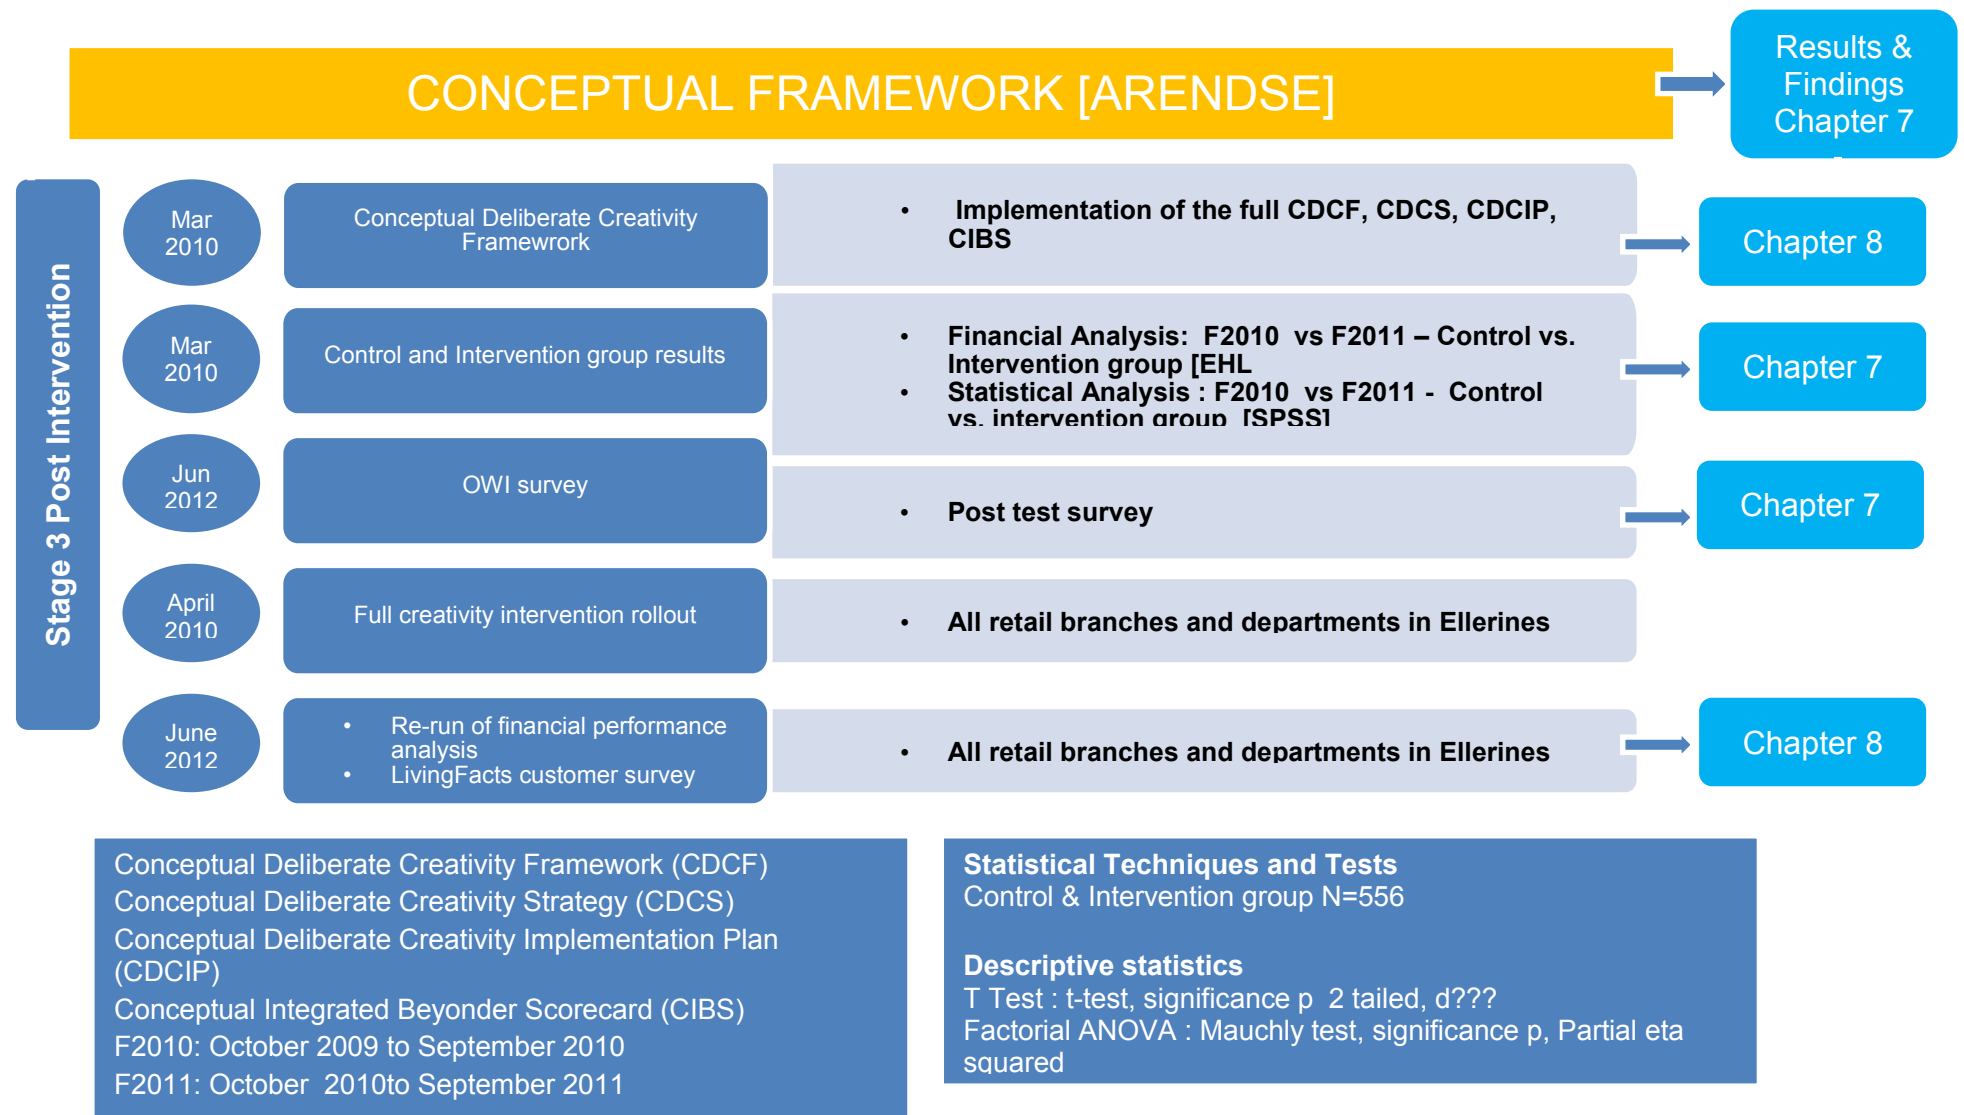 CONCEPTUAL FRAMEWORK [ARENDSE]
Results &
Findings
Chapter 7
Stage 3 Post Intervention
Mar
2010
Conceptual Deliberate Creativity
Framewrork
• Implementation of the full CDCF, CDCS, CDCIP,
CIBS
Chapter 8
Mar
2010
Control and Intervention group results
• Financial Analysis: F2010 vs F2011 – Control vs.
Intervention group [EHL
• Statistical Analysis : F2010 vs F2011 - Control
vs. intervention group [SPSS]
Chapter 7
Jun
2012
OWI survey
• Post test survey
Chapter 7
April
2010
Full creativity intervention rollout
• All retail branches and departments in Ellerines
June
2012
• Re-run of financial performance
analysis
• LivingFacts customer survey
• All retail branches and departments in Ellerines
Chapter 8
Conceptual Deliberate Creativity Framework (CDCF)
Conceptual Deliberate Creativity Strategy (CDCS)
Conceptual Deliberate Creativity Implementation Plan
(CDCIP)
Conceptual Integrated Beyonder Scorecard (CIBS)
F2010: October 2009 to September 2010
F2011: October 2010to September 2011
Statistical Techniques and Tests
Control & Intervention group N=556
Descriptive statistics
T Test : t-test, significance p 2 tailed, d???
Factorial ANOVA : Mauchly test, significance p, Partial eta
squared